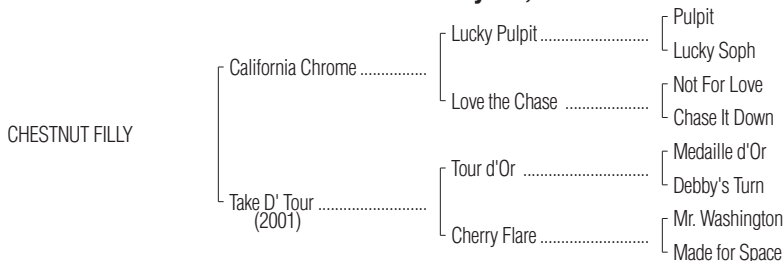 Pulpit
Lucky Pulpit ................................
Lucky Soph
California Chrome ................
Not For Love
Love the Chase ........................
Chase It Down
CHESTNUT FILLY
Medaille d'Or
Tour d'Or ....................................
Debby's Turn
Take D' Tour ..........................
(2001)
Mr. Washington
Cherry Flare ................................
Made for Space